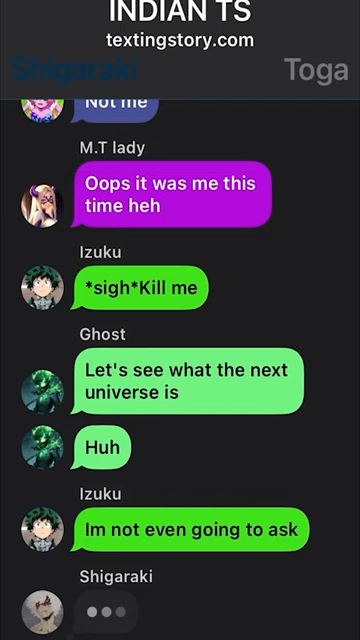 INDIAN TS
textingstory.com
Shigaraki Toga
Not me
M.T lady
Oops it was me this
time heh
Izuku
*sigh*Kill me
Ghost
Let's see what the next
universe is
Huh
Izuku
Im not even going to ask
Shigaraki